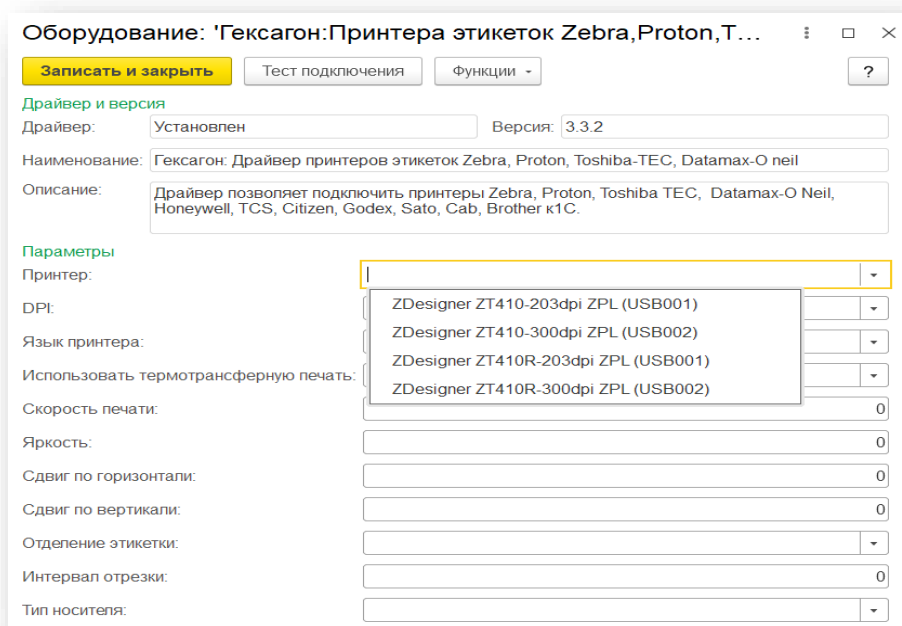 Оборудование: 'Гексагон:Принтера этикеток Zebra,Proton,T...
Записать и закрыть Тест подключения Функции ?
Драйвер и версия
Драйвер: Установлен Версия: 3.3.2
Наименование: Гексагон: Драйвер принтеров этикеток Zebra, Proton, Toshiba-TEC, Datamax-O neil
Описание: Драйвер позволяет подключить принтеры Zebra, Proton, Toshiba TEC, Datamax-O Neil,
Honeywell, TCS, Citizen, Godex, Sato, Cab, Brother к1С.
Параметры
Принтер:
ZDesigner ZT410-203dpi ZPL (USB001)
DPI:
ZDesigner ZT410-300dpi ZPL (USB002)
Язык принтера:
ZDesigner ZT410R-203dpi ZPL (USB001)
Использовать термотрансферную печать:
ZDesigner ZT410R-300dpi ZPL (USB002)
Скорость печати: 0
Яркость: 0
Сдвиг по горизонтали: 0
Сдвиг по вертикали: 0
Отделение этикетки:
Интервал отрезки: 0
Тип носителя: